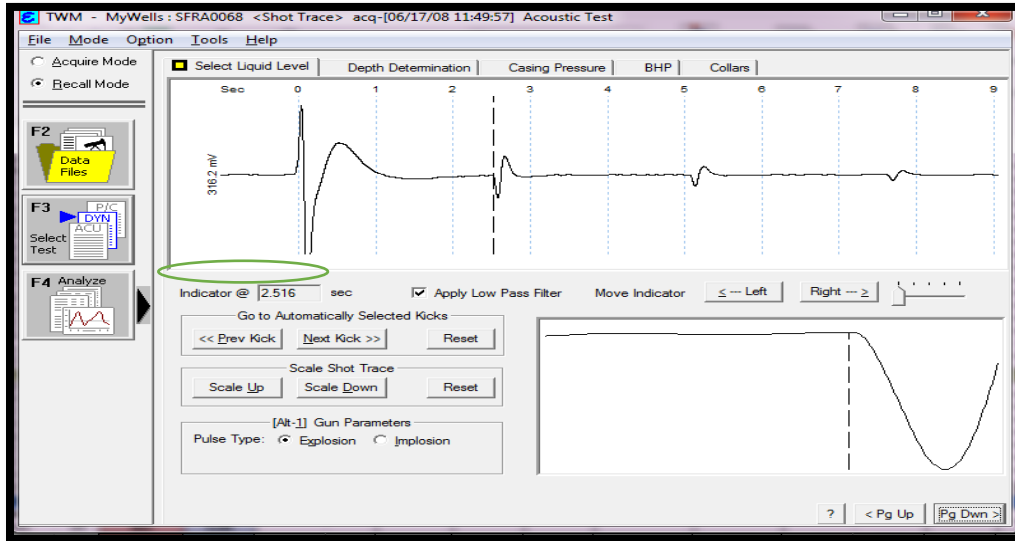 TWM - MyWells : SFRA0068 <Shot Trace> acq-[06/17/08 11:49:57] Acoustic Test
File Mode Option Tools Help
Acquire Mode
Recall Mode
F2
Data
Files
F3
P/C
DYN
ACU
Select
Test
F4 Analyze
Select Liquid Level Depth Determination Casing Pressure BHP Collars
Sec 0 1 2 3 4 5 6 7 8 9
316.2 mV
Indicator @ 2.516 sec Apply Low Pass Filter Move Indicator < --- Left Right --- >
Go to Automatically Selected Kicks
<< Prev Kick Next Kick >> Reset
Scale Shot Trace
Scale Up Scale Down Reset
[Alt-1] Gun Parameters
Pulse Type: Explosion Implosion
? < Pg Up Pg Dwn >